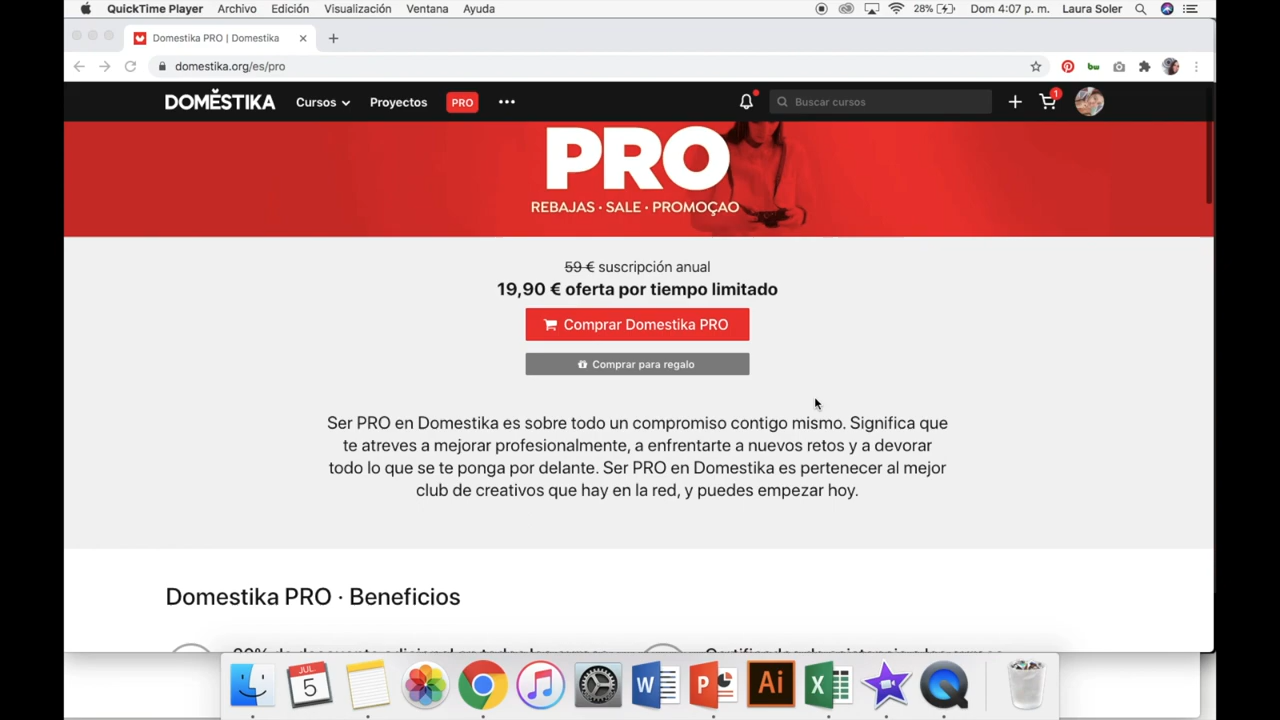 QuickTime Player Archivo Edición Visualización Ventana Ayuda 28% Dom 4:07 p. m. Laura Soler
Domestika PRO | Domestika
domestika.org/es/pro
DOMESTIKA Cursos Proyectos PRO Buscar cursos 1
PRO
REBAJAS · SALE · PROMOÇAO
59 € suscripción anual
19,90 € oferta por tiempo limitado
Comprar Domestika PRO
Comprar para regalo
Ser PRO en Domestika es sobre todo un compromiso contigo mismo. Significa que
te atreves a mejorar profesionalmente, a enfrentarte a nuevos retos y a devorar
todo lo que se te ponga por delante. Ser PRO en Domestika es pertenecer al mejor
club de creativos que hay en la red, y puedes empezar hoy.
Domestika PRO · Beneficios
JUL
5
W P Ai X